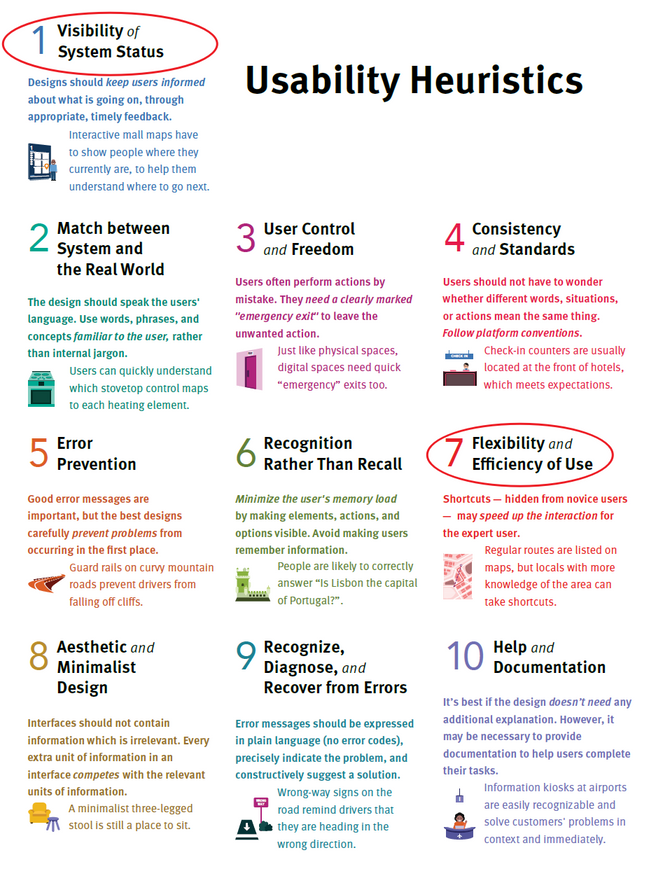 1 Visibility of
System Status
Usability Heuristics
Designs should keep users informed
about what is going on, through
appropriate, timely feedback.
Interactive mall maps have
to show people where they
currently are, to help them
understand where to go next.
2 Match between
System and
the Real World
The design should speak the users'
language. Use words, phrases, and
concepts familiar to the user, rather
than internal jargon.
Users can quickly understand
which stovetop control maps
to each heating element.
3 User Control
and Freedom
Users often perform actions by
mistake. They need a clearly marked
"emergency exit" to leave the
unwanted action.
Just like physical spaces,
digital spaces need quick
“emergency” exits too.
4 Consistency
and Standards
Users should not have to wonder
whether different words, situations,
or actions mean the same thing.
Follow platform conventions.
CHECK IN
Check-in counters are usually
located at the front of hotels,
which meets expectations.
5 Error
Prevention
Good error messages are
important, but the best designs
carefully prevent problems from
occurring in the first place.
Guard rails on curvy mountain
roads prevent drivers from
falling off cliffs.
6 Recognition
Rather Than Recall
Minimize the user's memory load
by making elements, actions, and
options visible. Avoid making users
remember information.
People are likely to correctly
answer “Is Lisbon the capital
of Portugal?”.
7 Flexibility and
Efficiency of Use
Shortcuts — hidden from novice users
— may speed up the interaction for
the expert user.
Regular routes are listed on
maps, but locals with more
knowledge of the area can
take shortcuts.
8 Aesthetic and
Minimalist
Design
Interfaces should not contain
information which is irrelevant. Every
extra unit of information in an
interface competes with the relevant
units of information.
A minimalist three-legged
stool is still a place to sit.
9 Recognize,
Diagnose, and
Recover from Errors
Error messages should be expressed
in plain language (no error codes),
precisely indicate the problem, and
constructively suggest a solution.
WRONG
WAY
Wrong-way signs on the
road remind drivers that
they are heading in the
wrong direction.
10 Help and
Documentation
It's best if the design doesn't need any
additional explanation. However, it
may be necessary to provide
documentation to help users complete
their tasks.
i
Information kiosks at airports
are easily recognizable and
solve customers' problems in
context and immediately.